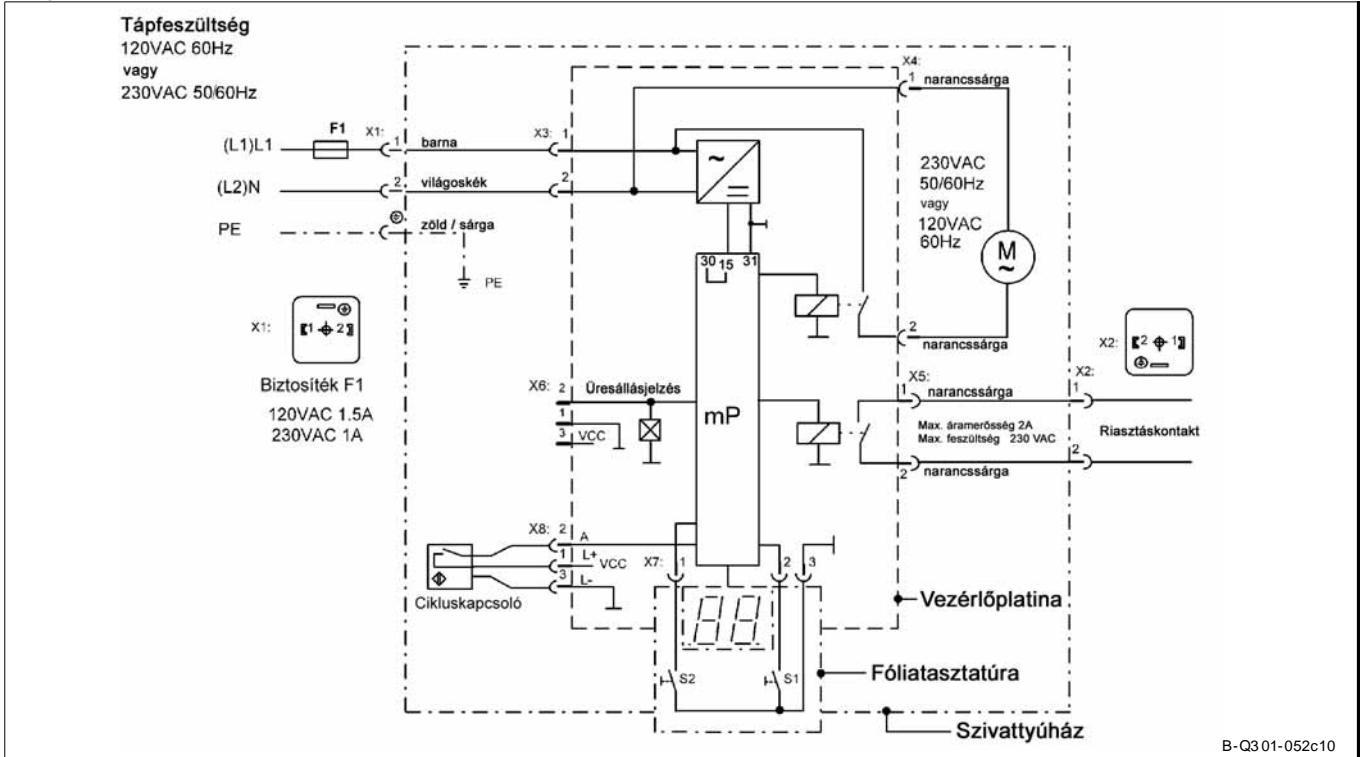 Tápfeszültség
120VAC 60Hz
vagy
230VAC 50/60Hz
(L1)L1
F1
X1:
1
barna
X3:
1
(L2)N
2
világoskék
2
PE
zöld / sárga
PE
X1:
1
2
Biztosíték F1
120VAC 1.5A
230VAC 1A
~
=
30
15
31
mP
X4:
1
narancssárga
230VAC
50/60Hz
vagy
120VAC
60Hz
M
~
2
narancssárga
X2:
2
1
X6:
2
Üresállásjelzés
1
3
VCC
X5:
1
narancssárga
X2:
1
Max. áramerősség 2A
Max. feszültség 230 VAC
Riasztáskontakt
2
narancssárga
2
X8:
2
A
1
L+
VCC
3
L-
Cikluskapcsoló
X7:
1
2
3
88
S2
S1
Vezérlőplatina
Fóliatasztatúra
Szivattyúház
B-Q301-052c10